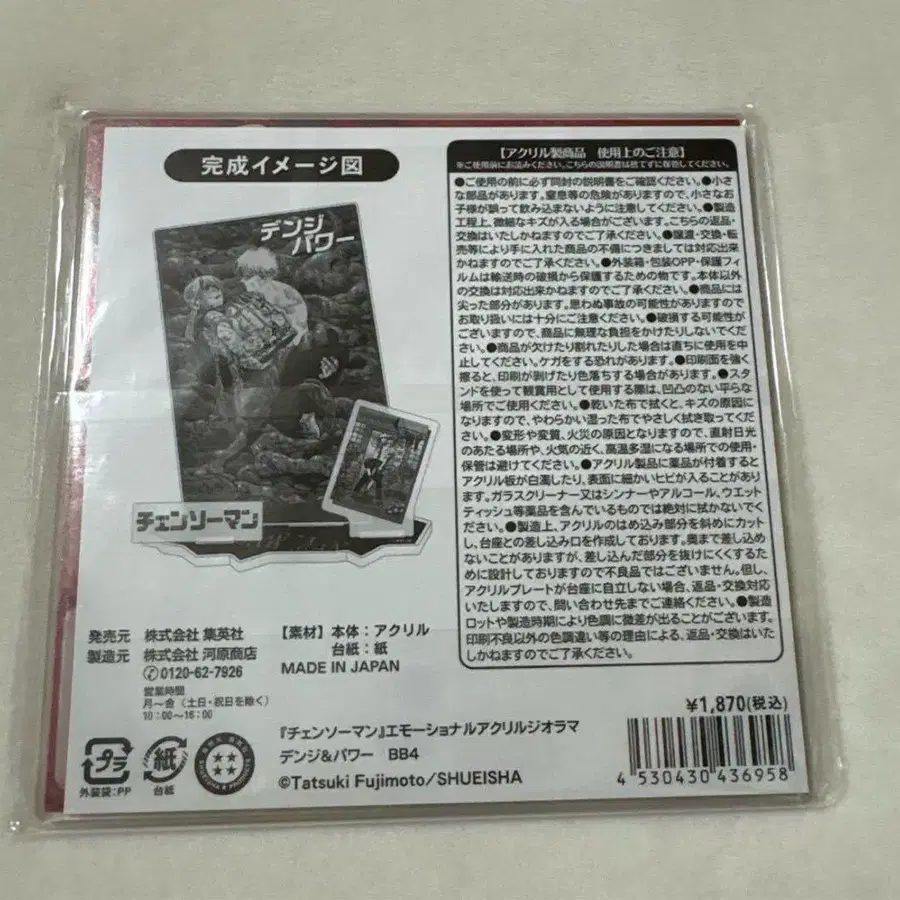 完成イメージ図
デンジ
パワー
チェンソーマン
発売元 株式会社 集英社
製造元 株式会社 河原商店
0120-62-7926
営業時間
月~金 (土日・祝日を除く)
10:00~16:00
【素材】本体:アクリル
台紙:紙
MADE IN JAPAN
プラ
外装袋:PP
紙
台紙
『チェンソーマン』エモーショナルアクリルジオラマ
デンジ&パワー BB4
©Tatsuki Fujimoto/SHUEISHA
【アクリル製商品 使用上のご注意】
※ご使用前にお読みください。こちらの説明書は捨てずに保管してください。
●ご使用の前に必ず同封の説明書をご確認ください。●小さ
な部品があります。窒息等の危険がありますので、小さなお
子様が誤って飲み込まないように注意してください。●製造
工程上、微細なキズが入る場合がございます。こちらの返品・
交換はいたしかねますのでご了承ください。●譲渡・交換・転
売等により手に入れた商品の不備につきましては対応出来
かねますのでご了承ください。●外装箱・包装OPP・保護フィ
ルムは輸送時の破損から保護するための物です。本体以外
の交換は対応出来かねますのでご了承ください。●商品には
尖った部分があります。思わぬ事故の可能性がありますので
お取り扱いには十分にご注意ください。●破損する可能性が
ございますので、商品に無理な負担をかけたりしないでくだ
さい。●商品が欠けたり割れたりした場合は直ちに使用を中
止してください。ケガをする恐れがあります。●印刷面を強く
擦ると、印刷が剥げたり色落ちする場合があります。●スタ
ンドを使って観賞用として使用する際は、凹凸のない平らな
場所でご使用ください。●乾いた布で拭くと、キズの原因に
なりますので、やわらかい湿った布でやさしく拭き取ってくだ
さい。●変形や変質、火災の原因となりますので、直射日光
のあたる場所や、火気の近く、高温多湿になる場所での使用・
保管は避けてください。●アクリル製品に薬品が付着すると
アクリル板が白濁したり、表面に細かいヒビが入ることがあり
ます。ガラスクリーナー又はシンナーやアルコール、ウエット
ティッシュ等薬品を含んでいるものでは絶対に拭かないでく
ださい。●製造上、アクリルのはめ込み部分を斜めにカット
し、台座との差し込み口を作成しております。奥まで差し込め
ないことがありますが、差し込んだ部分を抜けにくくするた
めに設計しておりますので不良品ではございません。但し、
アクリルプレートが台座に自立しない場合、返品・交換対応
いたしますので、問い合わせ先までご連絡ください。●製造
ロットや製造時期により色調に微差が出ることがございます。
印刷不良以外の色調違い等の理由による、返品・交換はいた
しかねますのでご了承ください。
¥1,870(税込)
4 530430 436958